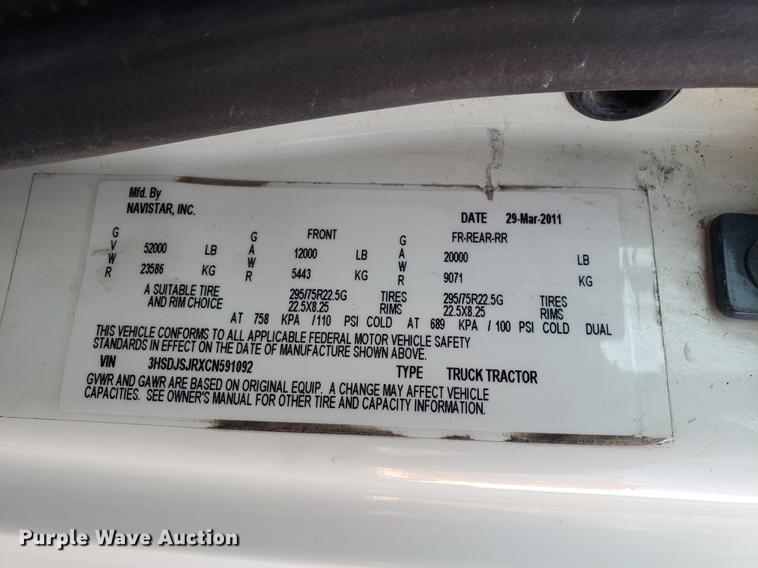 Mfd. By
NAVISTAR, INC.
DATE 29-Mar-2011
G V W R 52000 LB 23586 KG
G A W R FRONT 12000 LB 5443 KG
G A W R FR-REAR-RR 20000 LB 9071 KG
A SUITABLE TIRE AND RIM CHOICE
295/75R22.5G TIRES 295/75R22.5G TIRES
22.5X8.25 RIMS 22.5X8.25 RIMS
AT 758 KPA /110 PSI COLD AT 689 KPA / 100 PSI COLD DUAL
THIS VEHICLE CONFORMS TO ALL APPLICABLE FEDERAL MOTOR VEHICLE SAFETY
STANDARDS IN EFFECT ON THE DATE OF MANUFACTURE SHOWN ABOVE.
VIN 3HSDJSJRXCN591092 TYPE TRUCK TRACTOR
GVWR AND GAWR ARE BASED ON ORIGINAL EQUIP. A CHANGE MAY AFFECT VEHICLE
CAPACITIES. SEE OWNER'S MANUAL FOR OTHER TIRE AND CAPACITY INFORMATION.
Purple Wave Auction